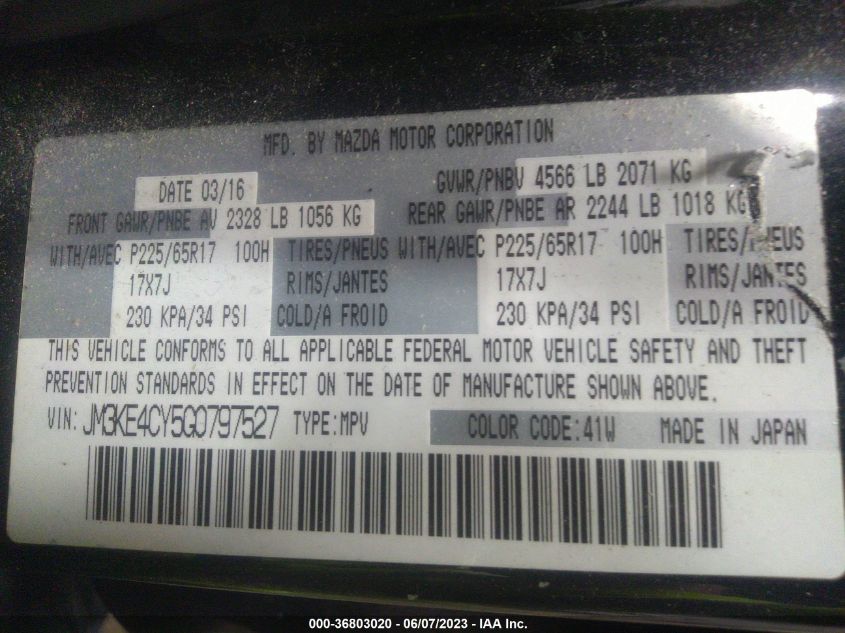 MFD. BY MAZDA MOTOR CORPORATION
DATE 03/16 GVWR/PNBV 4566 LB 2071 KG
FRONT GAWR/PNBE AV 2328 LB 1056 KG REAR GAWR/PNBE AR 2244 LB 1018 KG
WITH/AVEC P225/65R17 100H TIRES/PNEUS WITH/AVEC P225/65R17 100H TIRES/PNEUS
17X7J RIMS/JANTES 17X7J RIMS/JANTES
230 KPA/34 PSI COLD/A FROID 230 KPA/34 PSI COLD/A FROID
THIS VEHICLE CONFORMS TO ALL APPLICABLE FEDERAL MOTOR VEHICLE SAFETY AND THEFT
PREVENTION STANDARDS IN EFFECT ON THE DATE OF MANUFACTURE SHOWN ABOVE.
VIN: JM3KE4CY5G0797527 TYPE:MPV COLOR CODE:41W MADE IN JAPAN
000-36803020 - 06/07/2023 - IAA Inc.